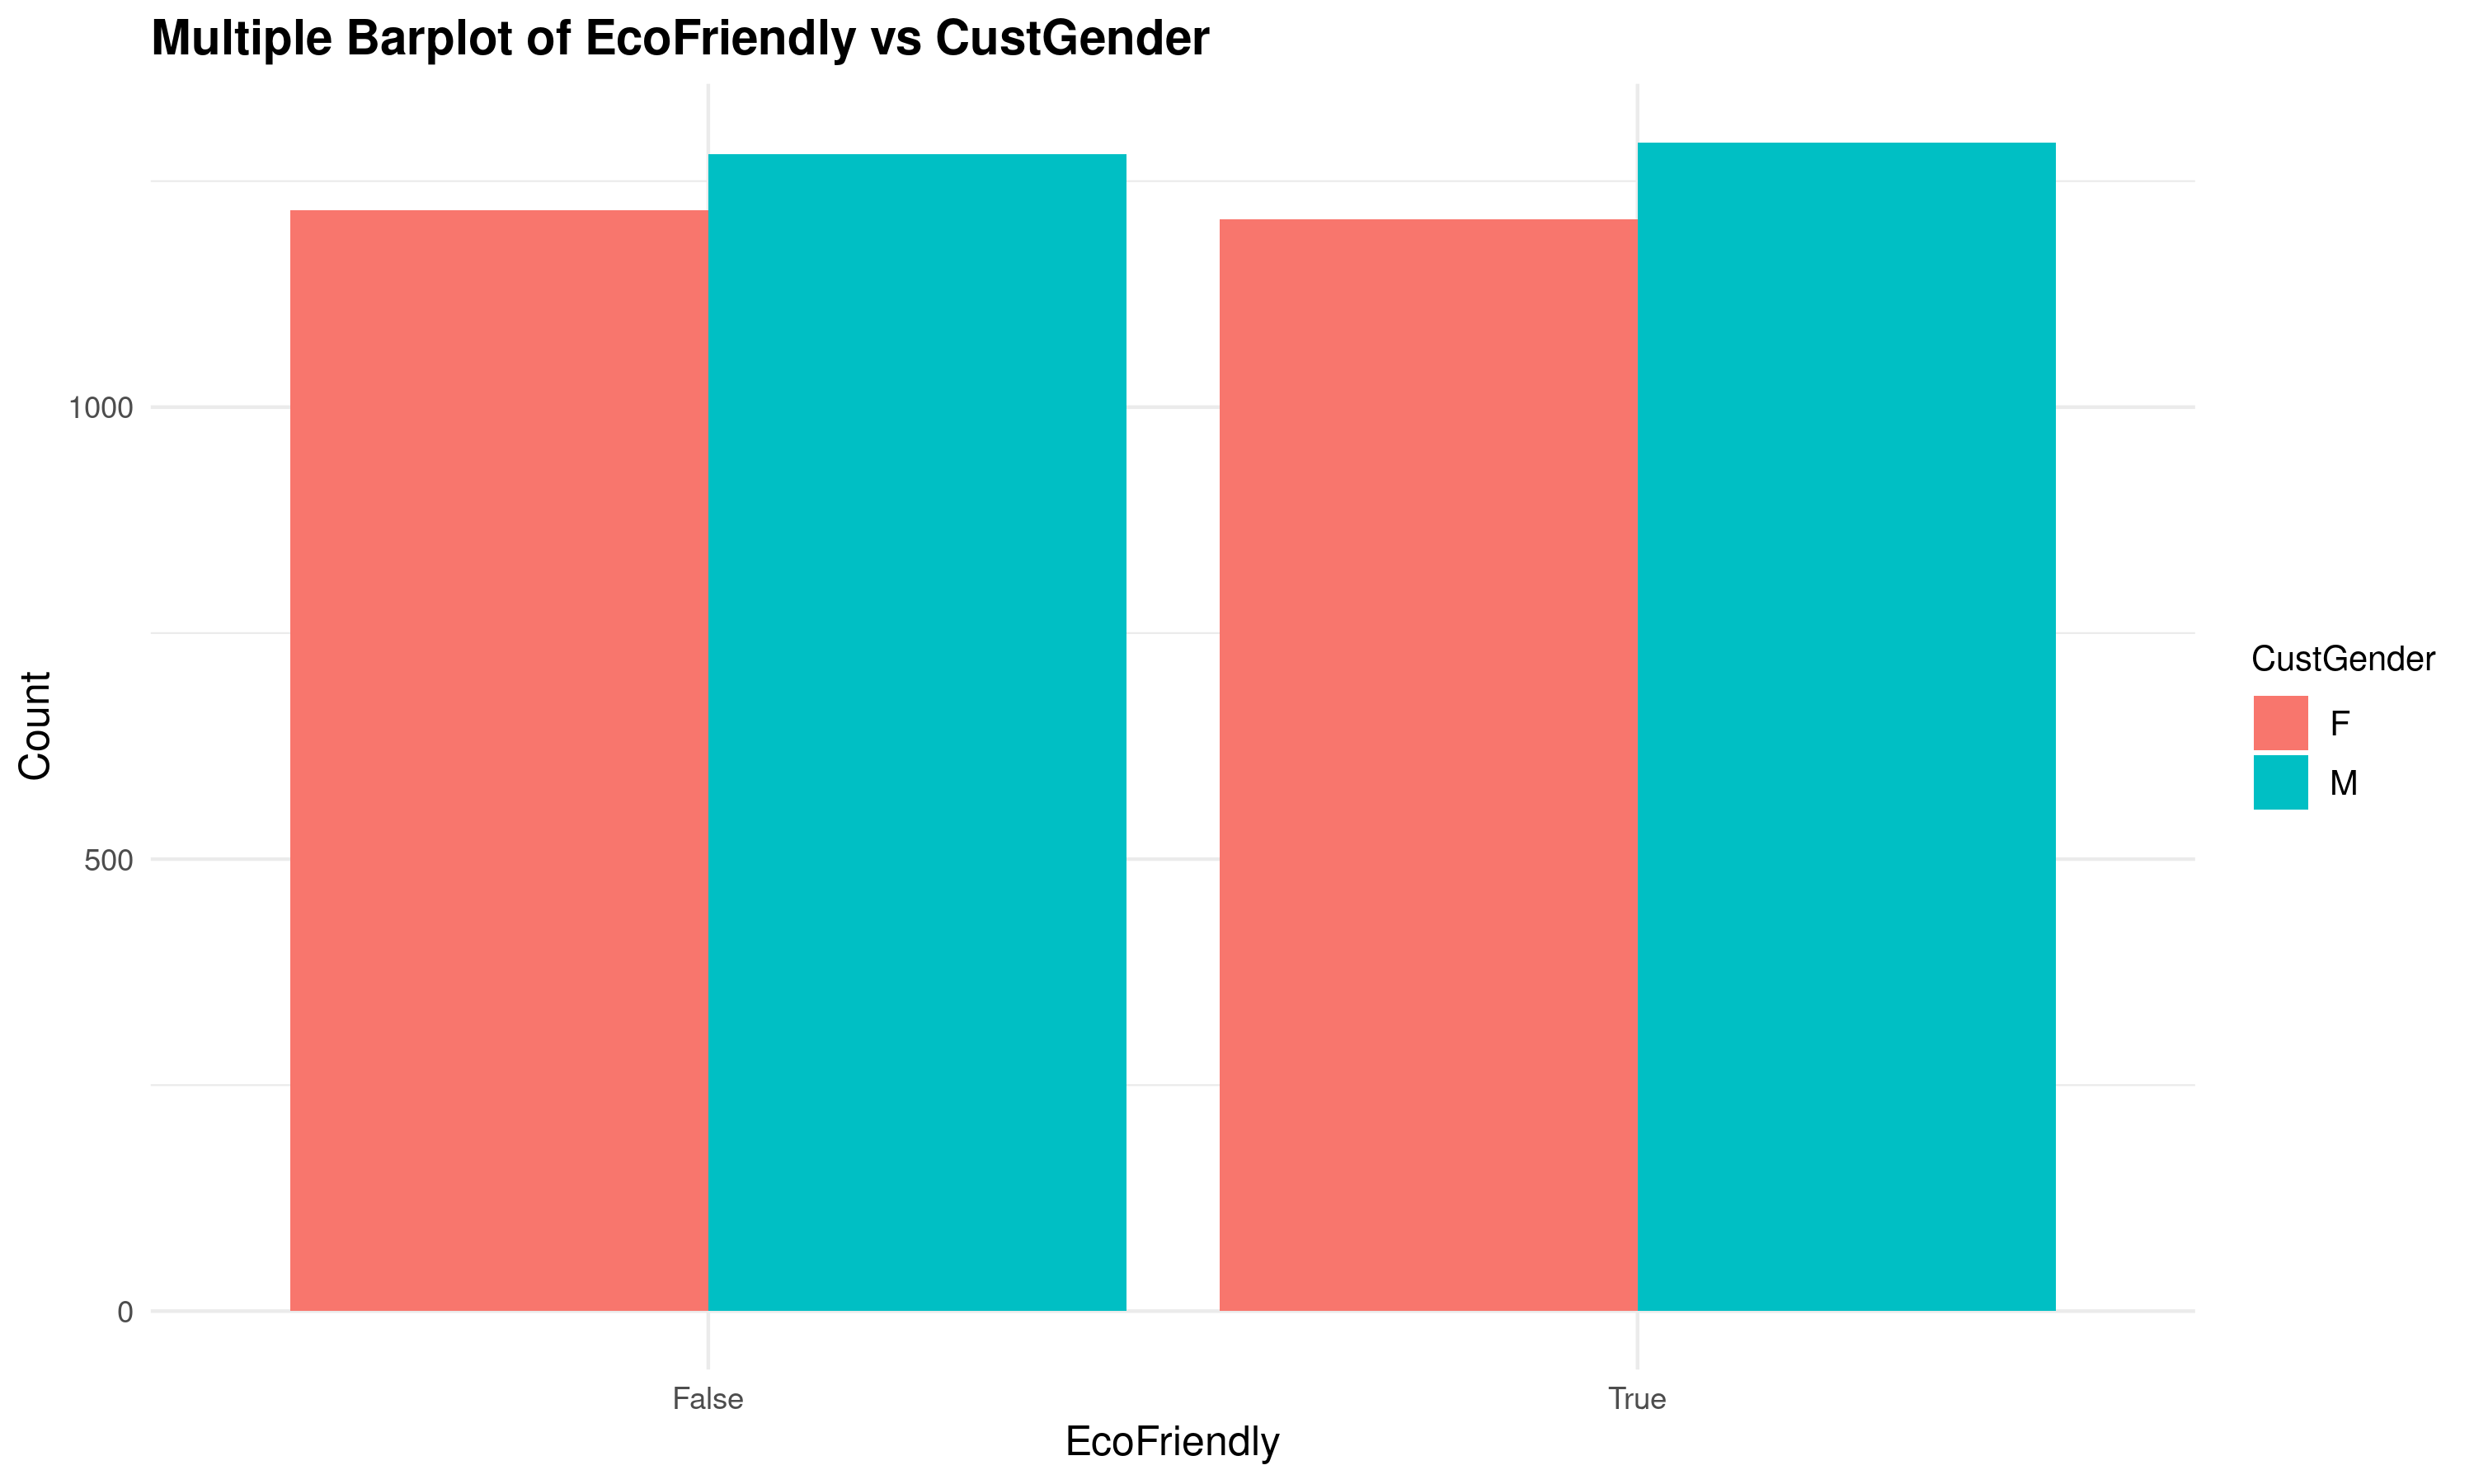 Multiple Barplot of EcoFriendly vs CustGender
1000
500
0
Count
False
True
EcoFriendly
CustGender
F
M